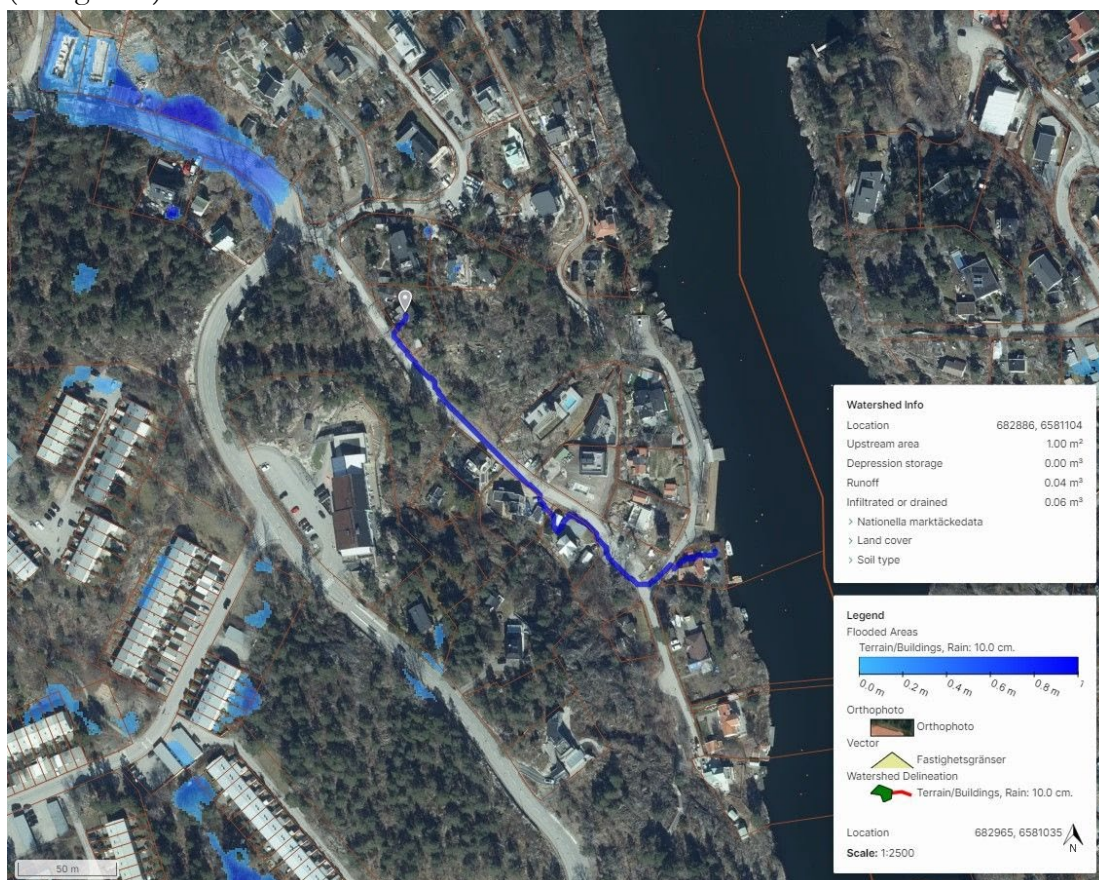 Watershed Info
Location 682886, 6581104
Upstream area 1.00 m²
Depression storage 0.00 m³
Runoff 0.04 m³
Infiltrated or drained 0.06 m³
> Nationella marktäckedata
> Land cover
> Soil type
Legend
Flooded Areas
Terrain/Buildings, Rain: 10.0 cm.
0.0 m 0.2 m 0.4 m 0.6 m 0.8 m
Orthophoto
Orthophoto
Vector
Fastighetsgränser
Watershed Delineation
Terrain/Buildings, Rain: 10.0 cm.
Location 682965, 6581035
Scale: 1:2500
N
50 m